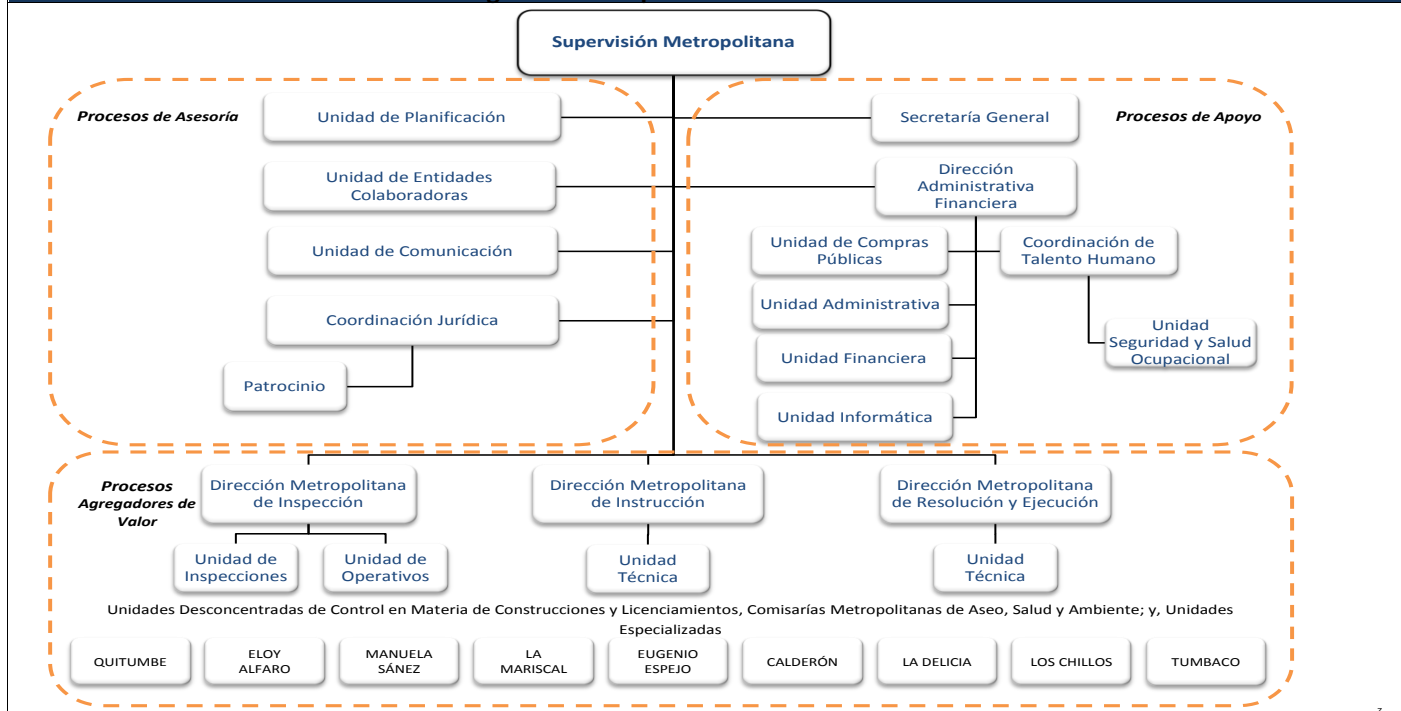 Supervisión Metropolitana
Procesos de Asesoría
Unidad de Planificación
Secretaría General
Procesos de Apoyo
Unidad de Entidades
Colaboradoras
Dirección
Administrativa
Financiera
Unidad de Comunicación
Unidad de Compras
Públicas
Coordinación de
Talento Humano
Unidad Administrativa
Coordinación Jurídica
Unidad
Seguridad y Salud
Ocupacional
Unidad Financiera
Patrocinio
Unidad Informática
Procesos
Agregadores de
Valor
Dirección Metropolitana
de Inspección
Dirección Metropolitana
de Instrucción
Dirección Metropolitana
de Resolución y Ejecución
Unidad de
Inspecciones
Unidad de
Operativos
Unidad
Técnica
Unidad
Técnica
Unidades Desconcentradas de Control en Materia de Construcciones y Licenciamientos, Comisarías Metropolitanas de Aseo, Salud y Ambiente; y, Unidades
Especializadas
QUITUMBE
ELOY
ALFARO
MANUELA
SÁNEZ
LA
MARISCAL
EUGENIO
ESPEJO
CALDERÓN
LA DELICIA
LOS CHILLOS
TUMBACO